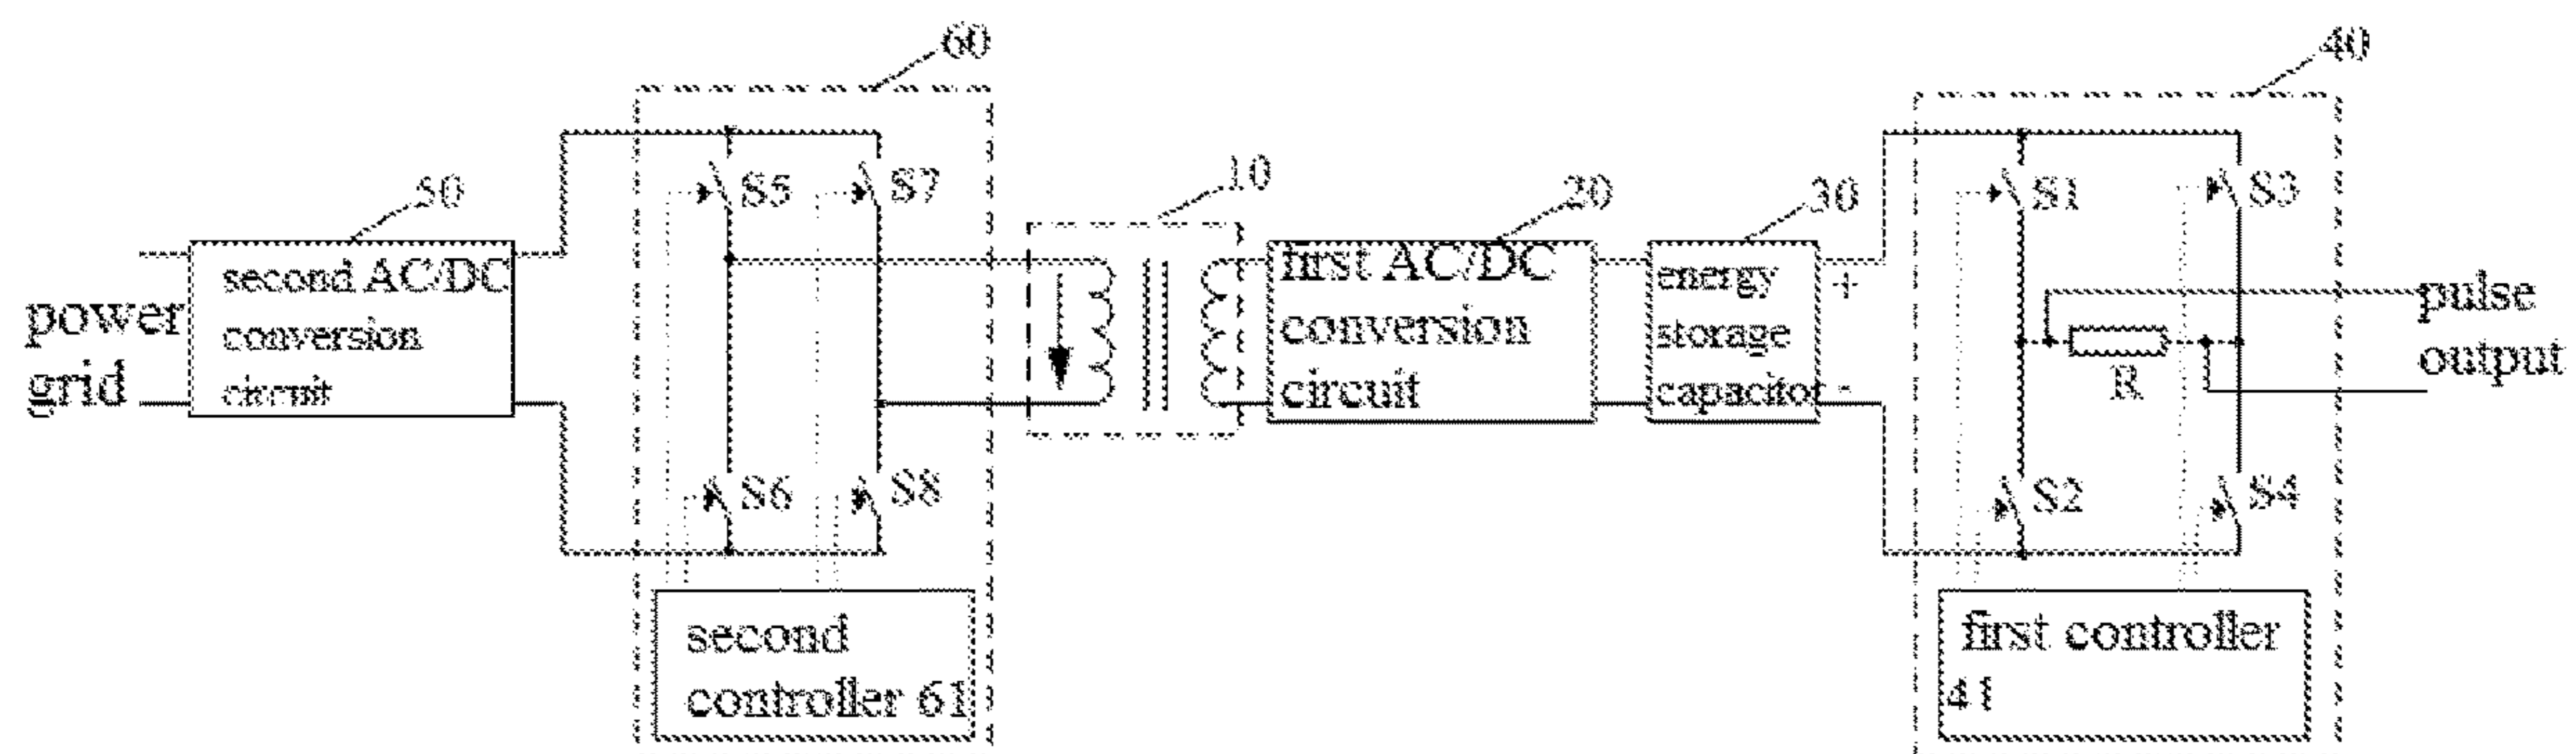 60
40
50
S5
S7
10
20
30
S1
S3
power
grid
second AC/DC
conversion
circuit
first AC/DC
conversion
circuit
energy
storage
capacitor
+
-
R
pulse
output
S6
S8
S2
S4
second
controller 61
first controller
41